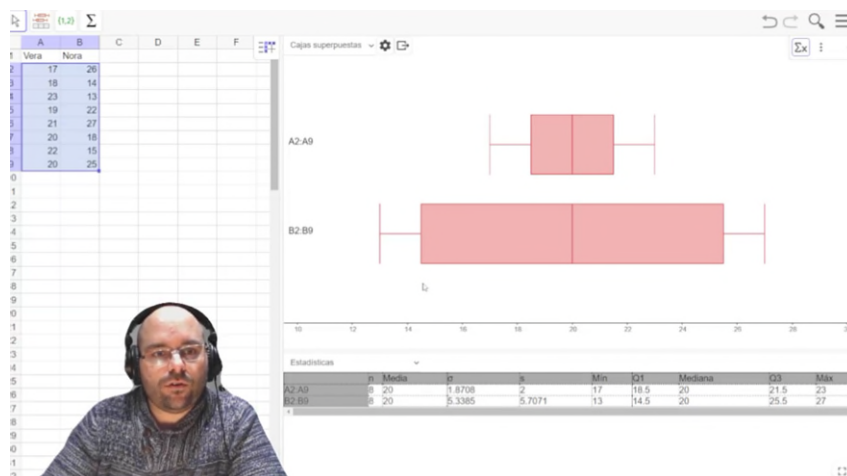 (1,2) Σ
A B C D E F
Cajas superpuestas
Σx
1 Vera Nora
17 26
18 14
23 13
19 22
21 27
20 18
22 15
20 25
A2:A9
B2:B9
10 12 14 16 18 20 22 24 26 28
Estadísticas
n Media σ s Mín Q1 Mediana Q3 Máx
A2:A9 8 20 1.8708 2 17 18.5 20 21.5 23
B2:B9 8 20 5.3385 5.7071 13 14.5 20 25.5 27